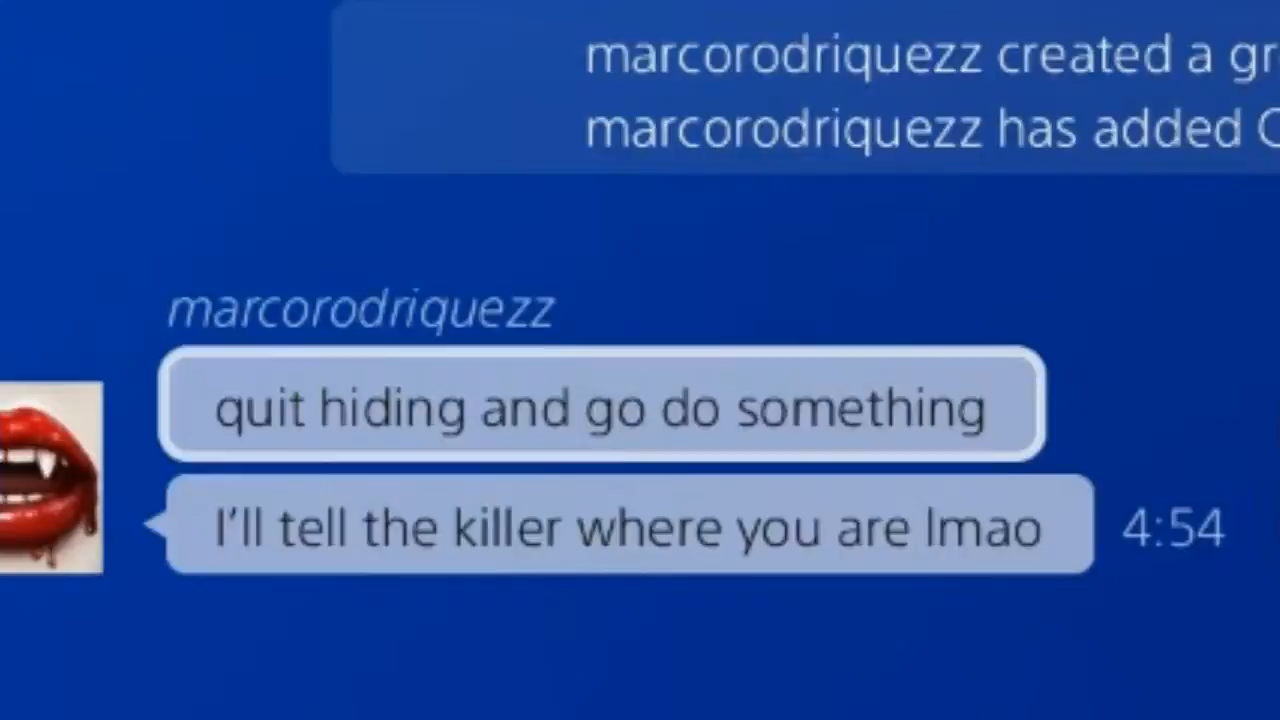 marcorodriquezz created a
marcorodriquezz has added
marcorodriquezz
quit hiding and go do something
I'll tell the killer where you are lmao
4:54